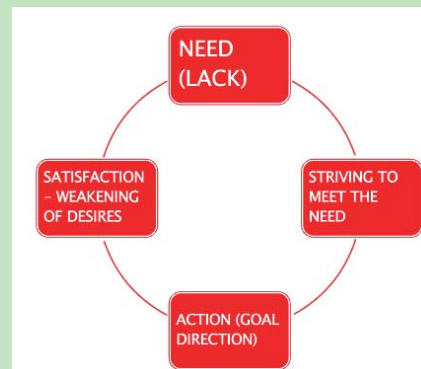 NEED
(LACK)
SATISFACTION
– WEAKENING
OF DESIRES
STRIVING TO
MEET THE
NEED
ACTION (GOAL
DIRECTION)